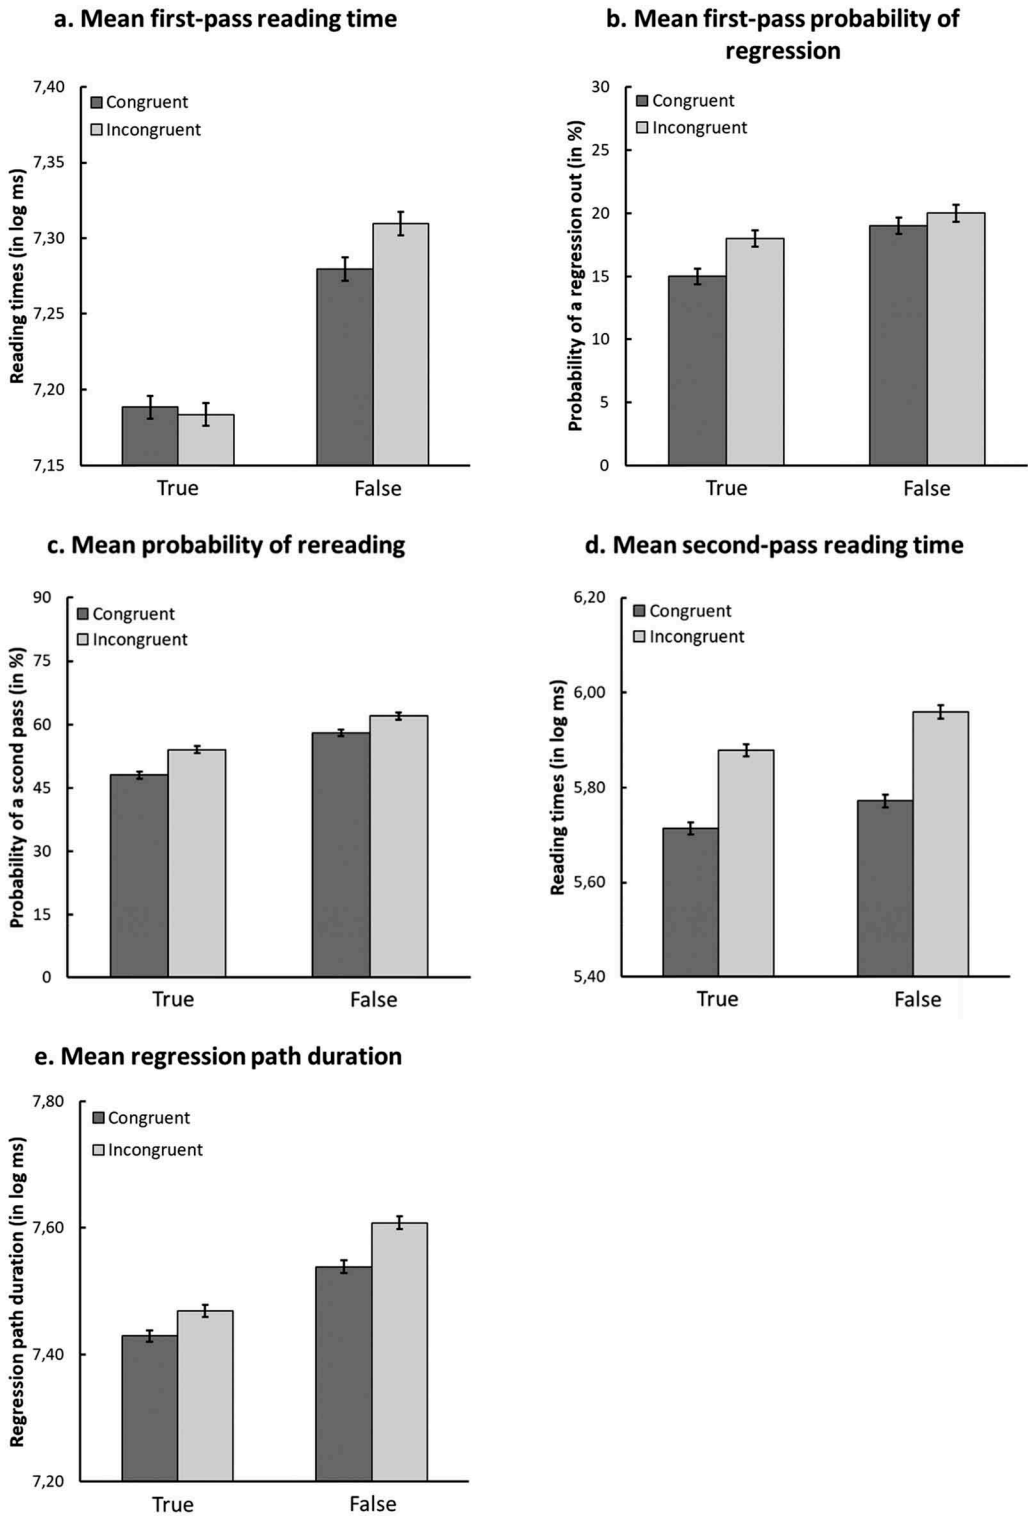 a. Mean first-pass reading time
Reading times (in log ms)
7,40
7,35
7,30
7,25
7,20
7,15
Congruent
Incongruent
True False
b. Mean first-pass probability of
regression
Probability of a regression out (in %)
30
25
20
15
10
5
0
Congruent
Incongruent
True False
c. Mean probability of rereading
Probability of a scond pass (in %)
90
75
60
45
30
15
0
Congruent
Incongruent
True False
d. Mean second-pass reading time
Reading times (in log ms)
6,20
6,00
5,80
5,60
5,40
Congruent
Incongruent
True False
e. Mean regression path duration
Regression path duration (in log ms)
7,80
7,60
7,40
7,20
Congruent
Incongruent
True False